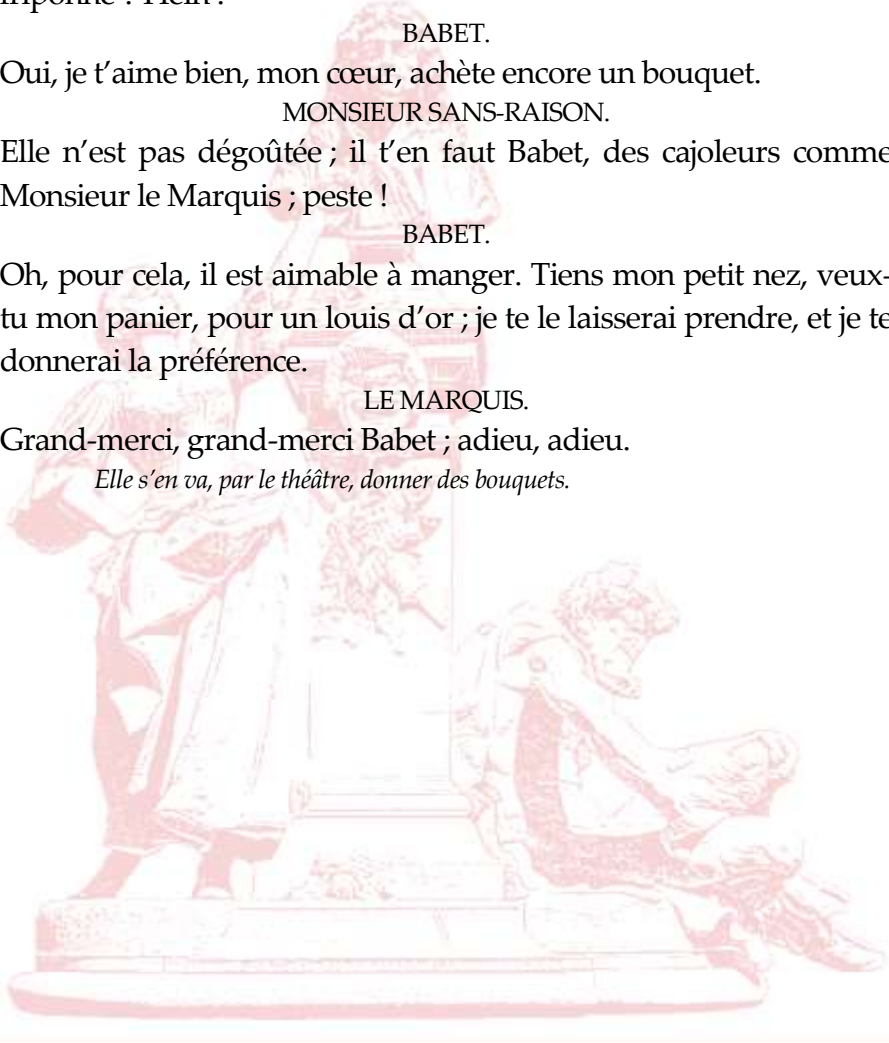 BABET.
Oui, je t’aime bien, mon cœur, achète encore un bouquet.
MONSIEUR SANS-RAISON.
Elle n’est pas dégoûtée ; il t’en faut Babet, des cajoleurs comme
Monsieur le Marquis ; peste !
BABET.
Oh, pour cela, il est aimable à manger. Tiens mon petit nez, veux-
tu mon panier, pour un louis d’or ; je te le laisserai prendre, et je te
donnerai la préférence.
LE MARQUIS.
Grand-merci, grand-merci Babet ; adieu, adieu.
Elle s’en va, par le théâtre, donner des bouquets.